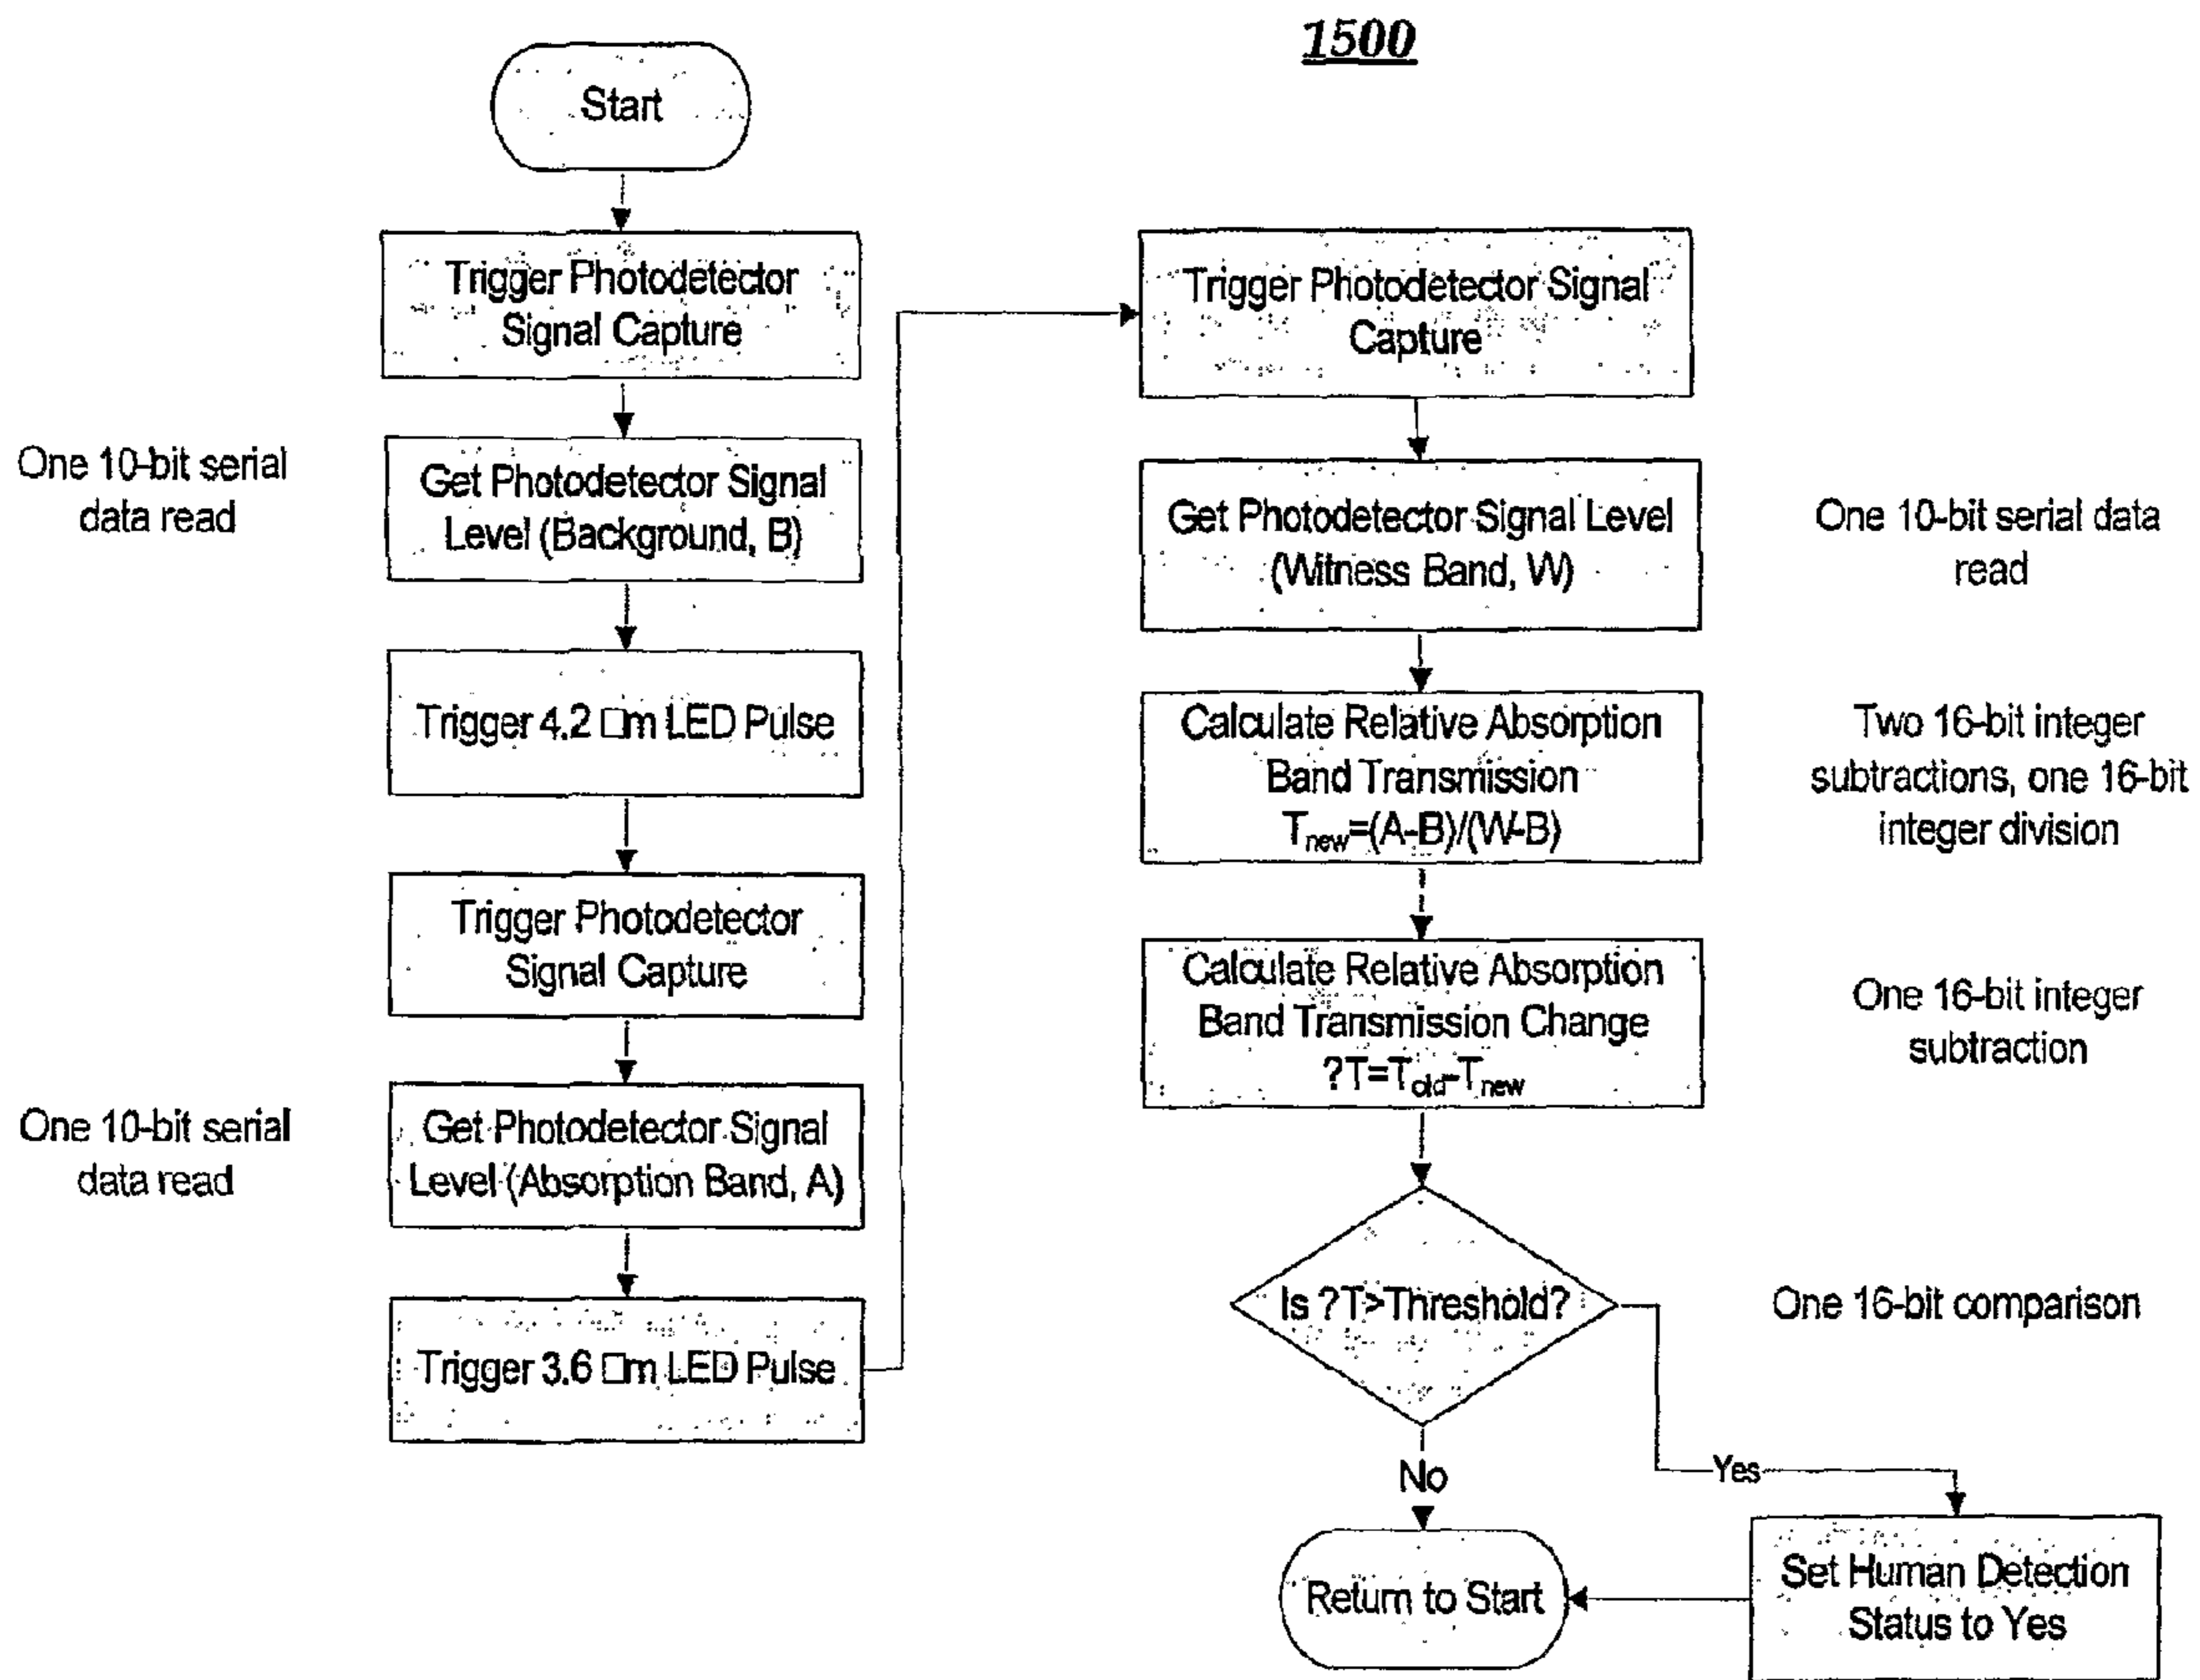 1500
Start
Trigger Photodetector
Signal Capture
One 10-bit serial
data read
Get Photodetector Signal
Level (Background, B)
Trigger 4.2 □m LED Pulse
Trigger Photodetector
Signal Capture
One 10-bit serial
data read
Get Photodetector Signal
Level (Absorption Band, A)
Trigger 3.6 □m LED Pulse
Trigger Photodetector Signal
Capture
Get Photodetector Signal Level
(Witness Band, W)
One 10-bit serial data
read
Calculate Relative Absorption
Band Transmission
Tnew=(A-B)/(W-B)
Two 16-bit integer
subtractions, one 16-bit
integer division
Calculate Relative Absorption
Band Transmission Change
?T=Told-Tnew
One 16-bit integer
subtraction
Is ?T>Threshold?
One 16-bit comparison
Yes
No
Set Human Detection
Status to Yes
Return to Start